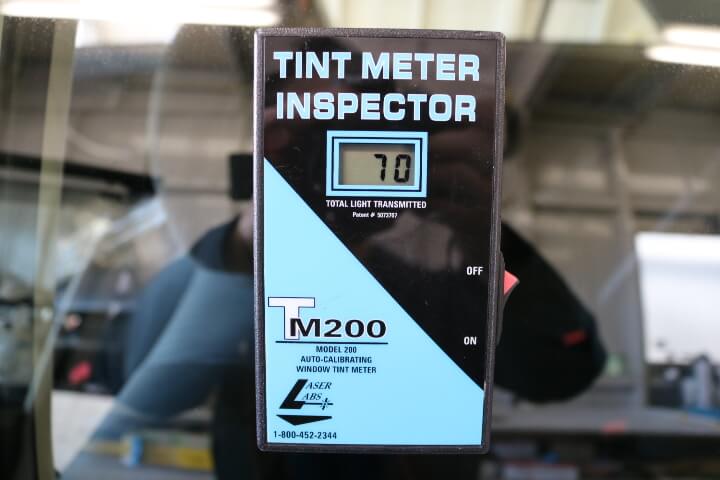 TINT METER
INSPECTOR
70
TOTAL LIGHT TRANSMITTED
Patent # 5073767
OFF
ON
TM200
MODEL 200
AUTO-CALIBRATING
WINDOW TINT METER
LASER
LABS
1-800-452-2344